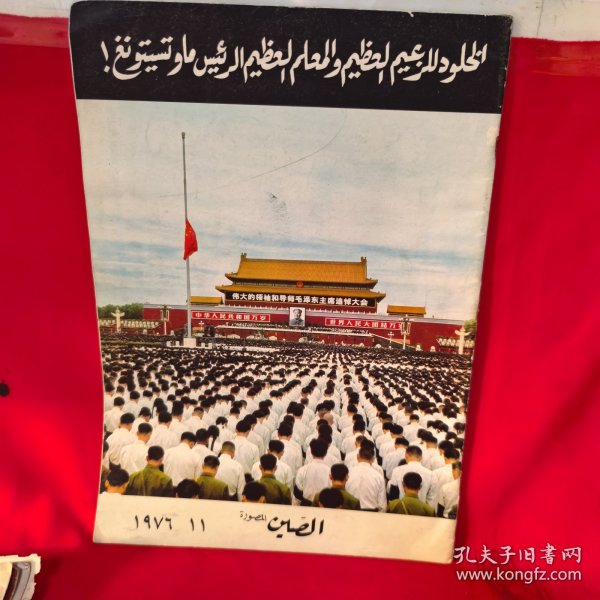 الخلود للزعيم العظيم والمعلم العظيم الرئيس ماوتسيتونغ !
伟大的领袖和导师毛泽东主席追悼大会
中华人民共和国万岁
世界人民大团结万岁
الصين المصورة
١١ ١٩٧٦
孔夫子旧书网
www.kongfz.com